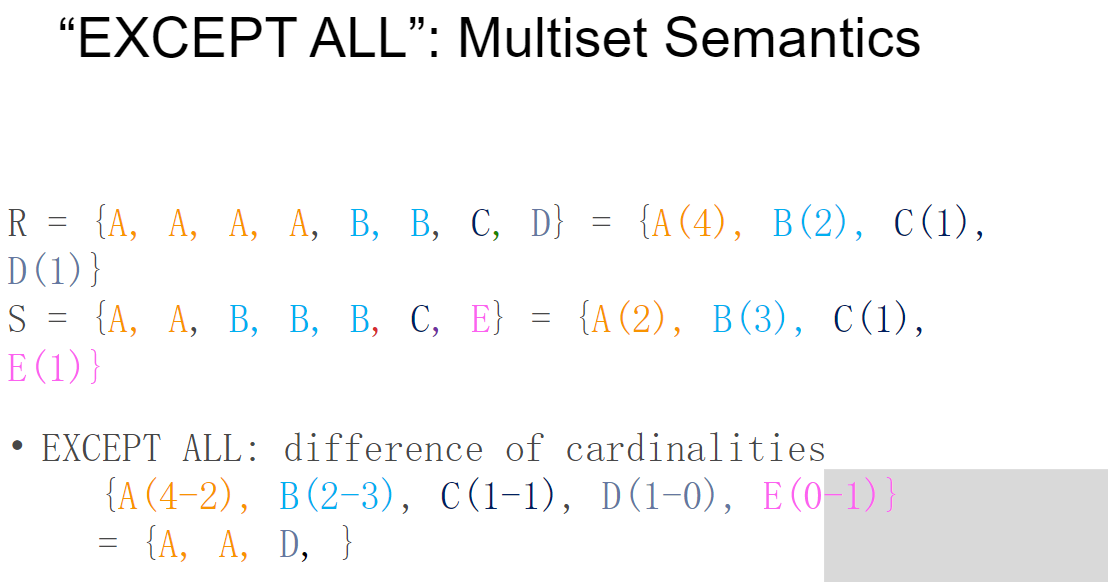 “EXCEPT ALL”: Multiset Semantics
R = {A, A, A, A, B, B, C, D} = {A(4), B(2), C(1),
D(1)}
S = {A, A, B, B, B, C, E} = {A(2), B(3), C(1),
E(1)}
• EXCEPT ALL: difference of cardinalities
{A(4-2), B(2-3), C(1-1), D(1-0), E(0-1)}
= {A, A, D, }